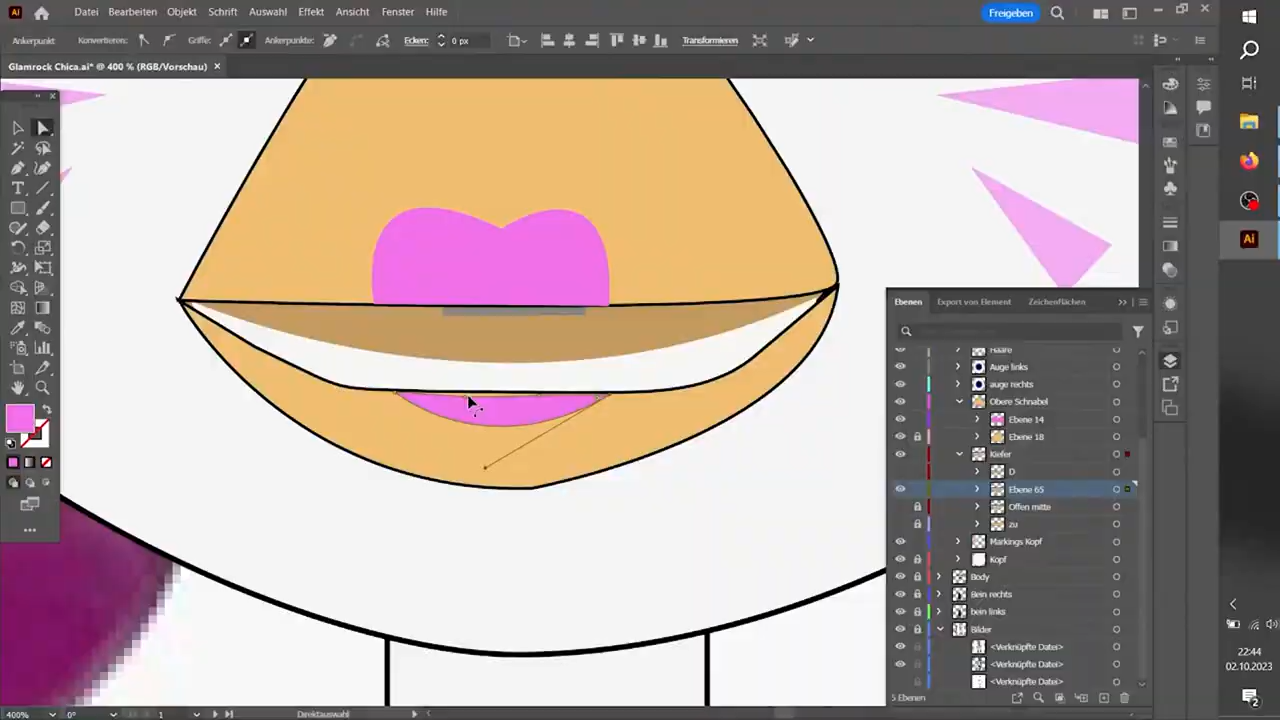 Ai
Datei Bearbeiten Objekt Schrift Auswahl Effekt Ansicht Fenster Hilfe
Freigeben
Ankerpunkt Konvertieren: Griffe: Ankerpunkte: Ecken: 0 px Transformieren
Glamrock Chica.ai* @ 400 % (RGB/Vorschau) ×
Ebenen Export von Element Zeichenflächen
Haare
Auge links
auge rechts
Obere Schnabel
Ebene 14
Ebene 18
Kiefer
D
Ebene 65
Offen mitte
zu
Markings Kopf
Kopf
Body
Bein rechts
bein links
Bilder
<Verknüpfte Datei>
<Verknüpfte Datei>
<Verknüpfte Datei>
5 Ebenen
400% 0° 1 Direktauswahl
Ai
22:44
02.10.2023
2